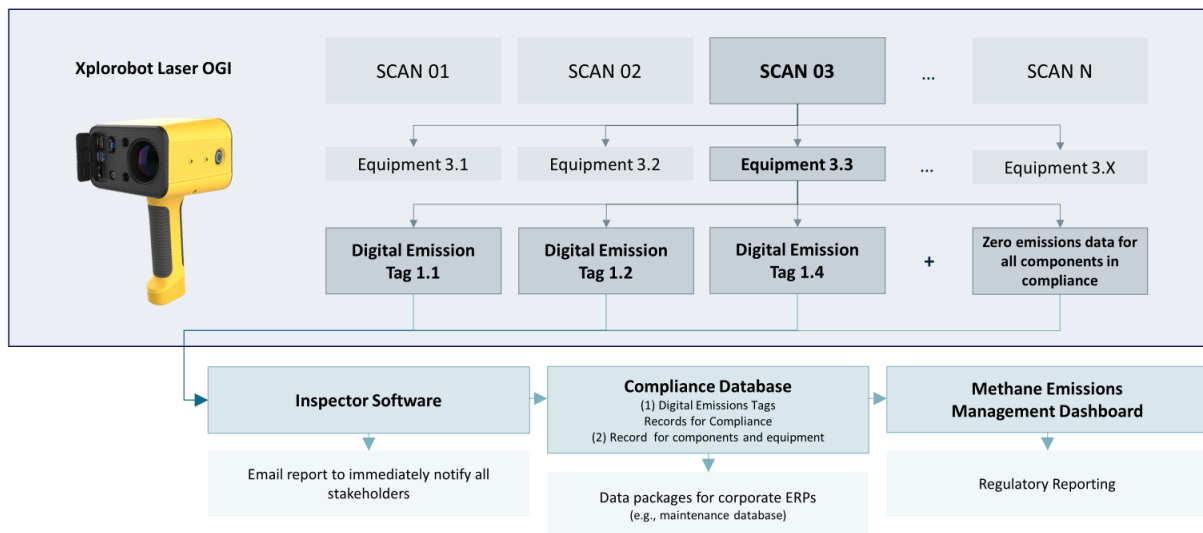 Xplorobot Laser OGI
SCAN 01
SCAN 02
SCAN 03
...
SCAN N
Equipment 3.1
Equipment 3.2
Equipment 3.3
...
Equipment 3.X
Digital Emission
Tag 1.1
Digital Emission
Tag 1.2
Digital Emission
Tag 1.4
+
Zero emissions data for
all components in
compliance
Inspector Software
Compliance Database
(1) Digital Emissions Tags
Records for Compliance
(2) Record for components and equipment
Methane Emissions
Management Dashboard
Email report to immediately notify all
stakeholders
Data packages for corporate ERPs
(e.g., maintenance database)
Regulatory Reporting